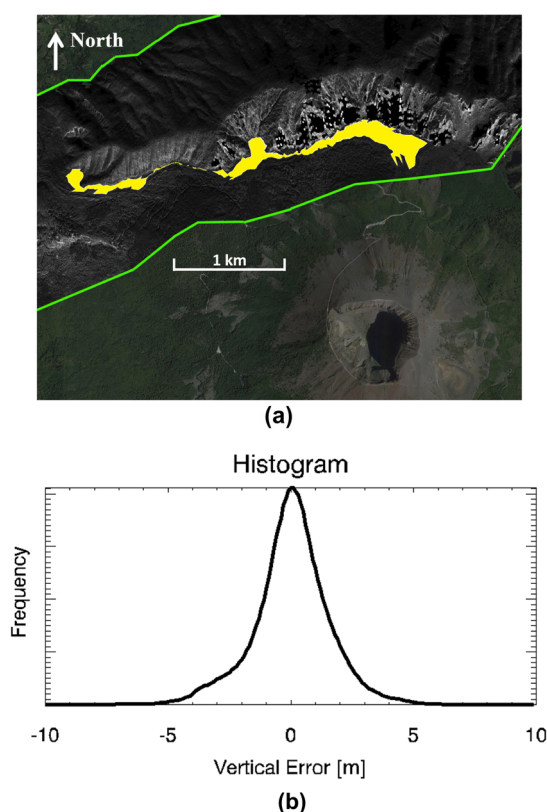 North
1 km
(a)
Histogram
Frequency
-10 -5 0 5 10
Vertical Error [m]
(b)